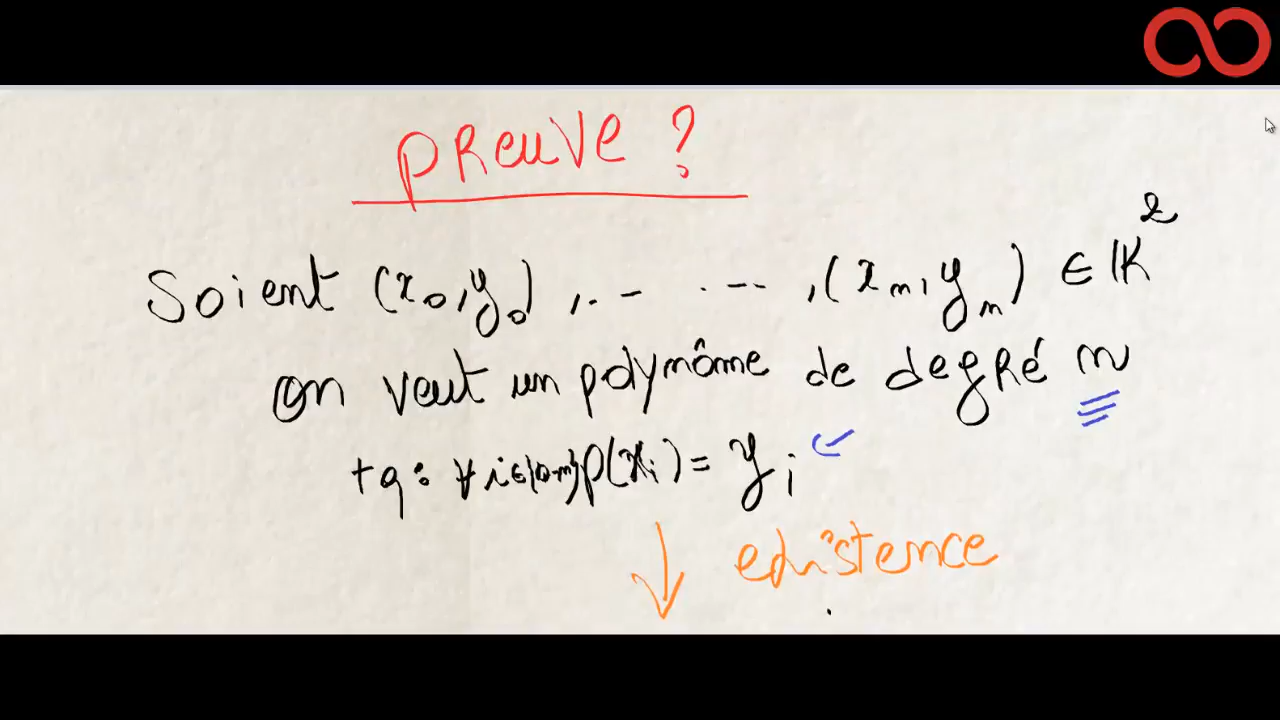 Preuve ?
Soient (x₀,y₀) ,.. - . -- ,(xₙ,yₙ) ∈ K²
on veut un polynôme de degré n
tq : ∀i∈{0..n} p(xᵢ) = yᵢ
existence